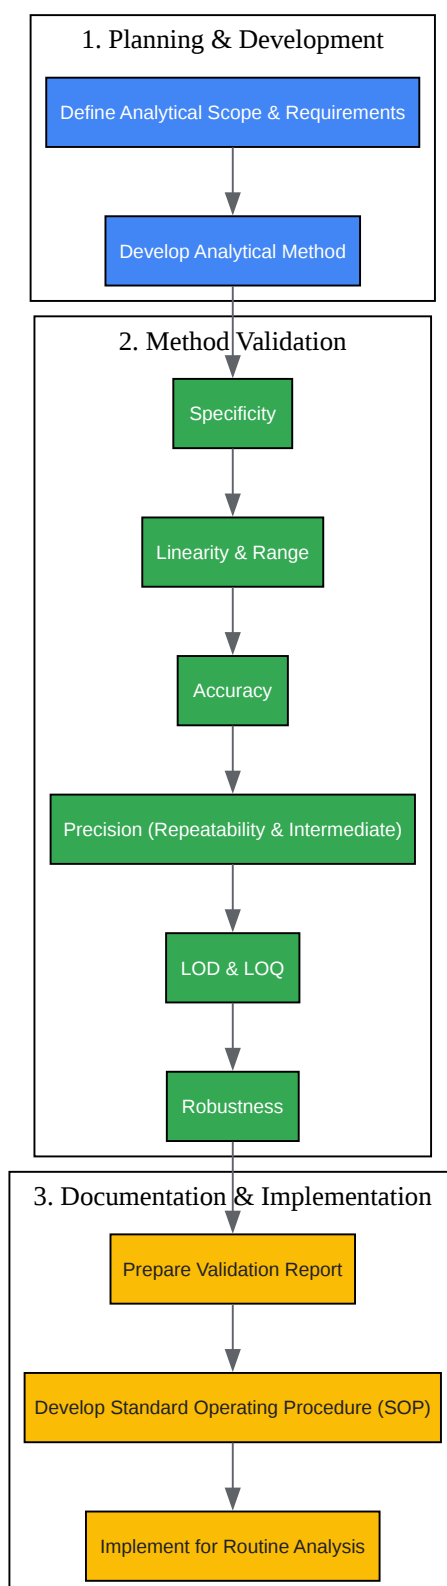 1. Planning & Development
Define Analytical Scope & Requirements
Develop Analytical Method
2. Method Validation
Specificity
Linearity & Range
Accuracy
Precision (Repeatability & Intermediate)
LOD & LOQ
Robustness
3. Documentation & Implementation
Prepare Validation Report
Develop Standard Operating Procedure (SOP)
Implement for Routine Analysis